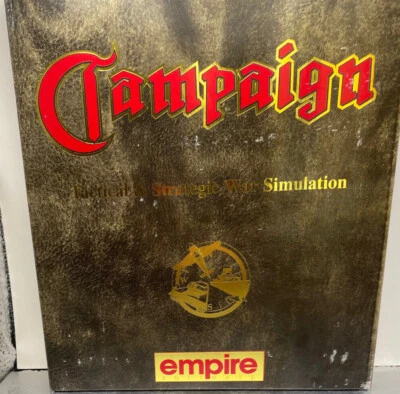 Campaign
Tactical & Strategic War Simulation
empire